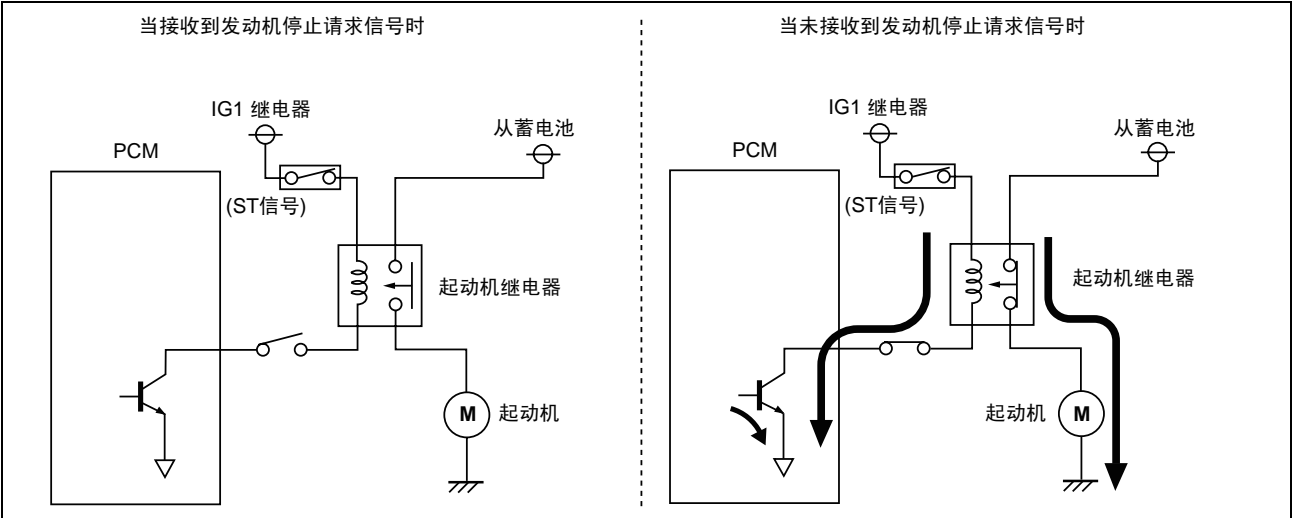 当接收到发动机停止请求信号时
IG1 继电器
从蓄电池
PCM
(ST信号)
起动机继电器
M
起动机
当未接收到发动机停止请求信号时
IG1 继电器
从蓄电池
PCM
(ST信号)
起动机继电器
起动机
M